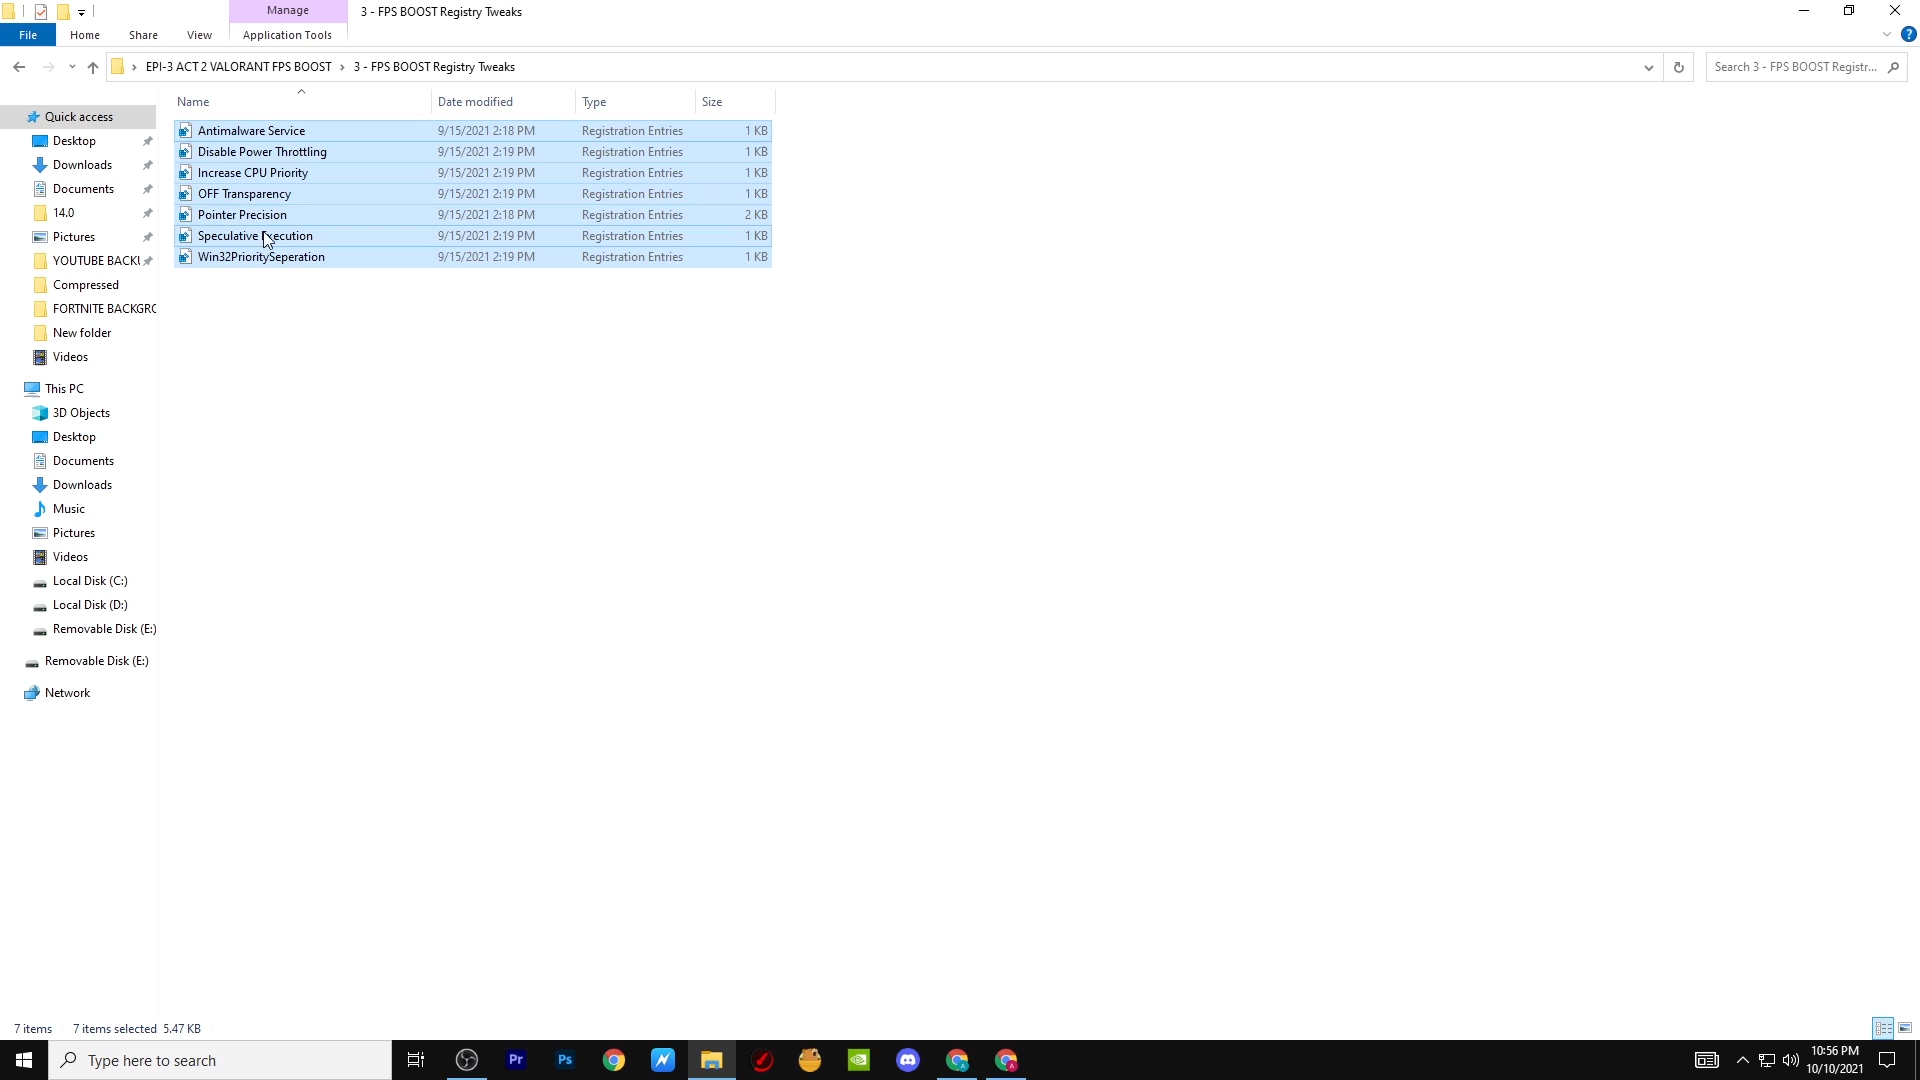 Manage
3 - FPS BOOST Registry Tweaks
File
Home
Share
View
Application Tools
EPI-3 ACT 2 VALORANT FPS BOOST
3 - FPS BOOST Registry Tweaks
Search 3 - FPS BOOST Registr...
Name
Date modified
Type
Size
Antimalware Service 9/15/2021 2:18 PM Registration Entries 1 KB
Disable Power Throttling 9/15/2021 2:19 PM Registration Entries 1 KB
Increase CPU Priority 9/15/2021 2:19 PM Registration Entries 1 KB
OFF Transparency 9/15/2021 2:19 PM Registration Entries 1 KB
Pointer Precision 9/15/2021 2:18 PM Registration Entries 2 KB
Speculative Execution 9/15/2021 2:19 PM Registration Entries 1 KB
Win32PrioritySeperation 9/15/2021 2:19 PM Registration Entries 1 KB
Quick access
Desktop
Downloads
Documents
14.0
Pictures
YOUTUBE BACKU
Compressed
FORTNITE BACKGRO
New folder
Videos
This PC
3D Objects
Desktop
Documents
Downloads
Music
Pictures
Videos
Local Disk (C:)
Local Disk (D:)
Removable Disk (E:)
Removable Disk (E:)
Network
7 items
7 items selected 5.47 KB
Type here to search
Pr
Ps
10:56 PM
10/10/2021